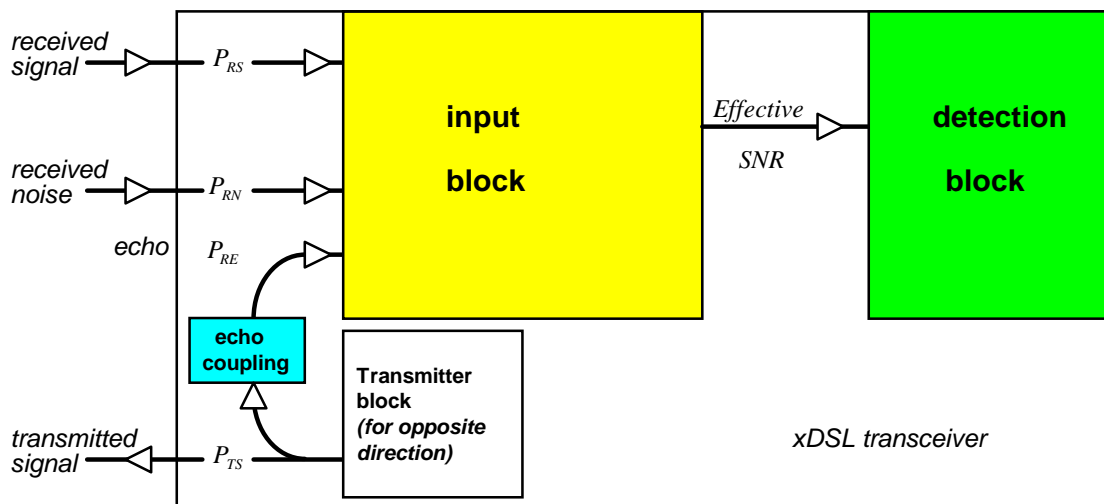 received
signal
P_RS
input
block
Effective
SNR
detection
block
received
noise
P_RN
echo
P_RE
echo
coupling
Transmitter
block
(for opposite
direction)
transmitted
signal
P_TS
xDSL transceiver